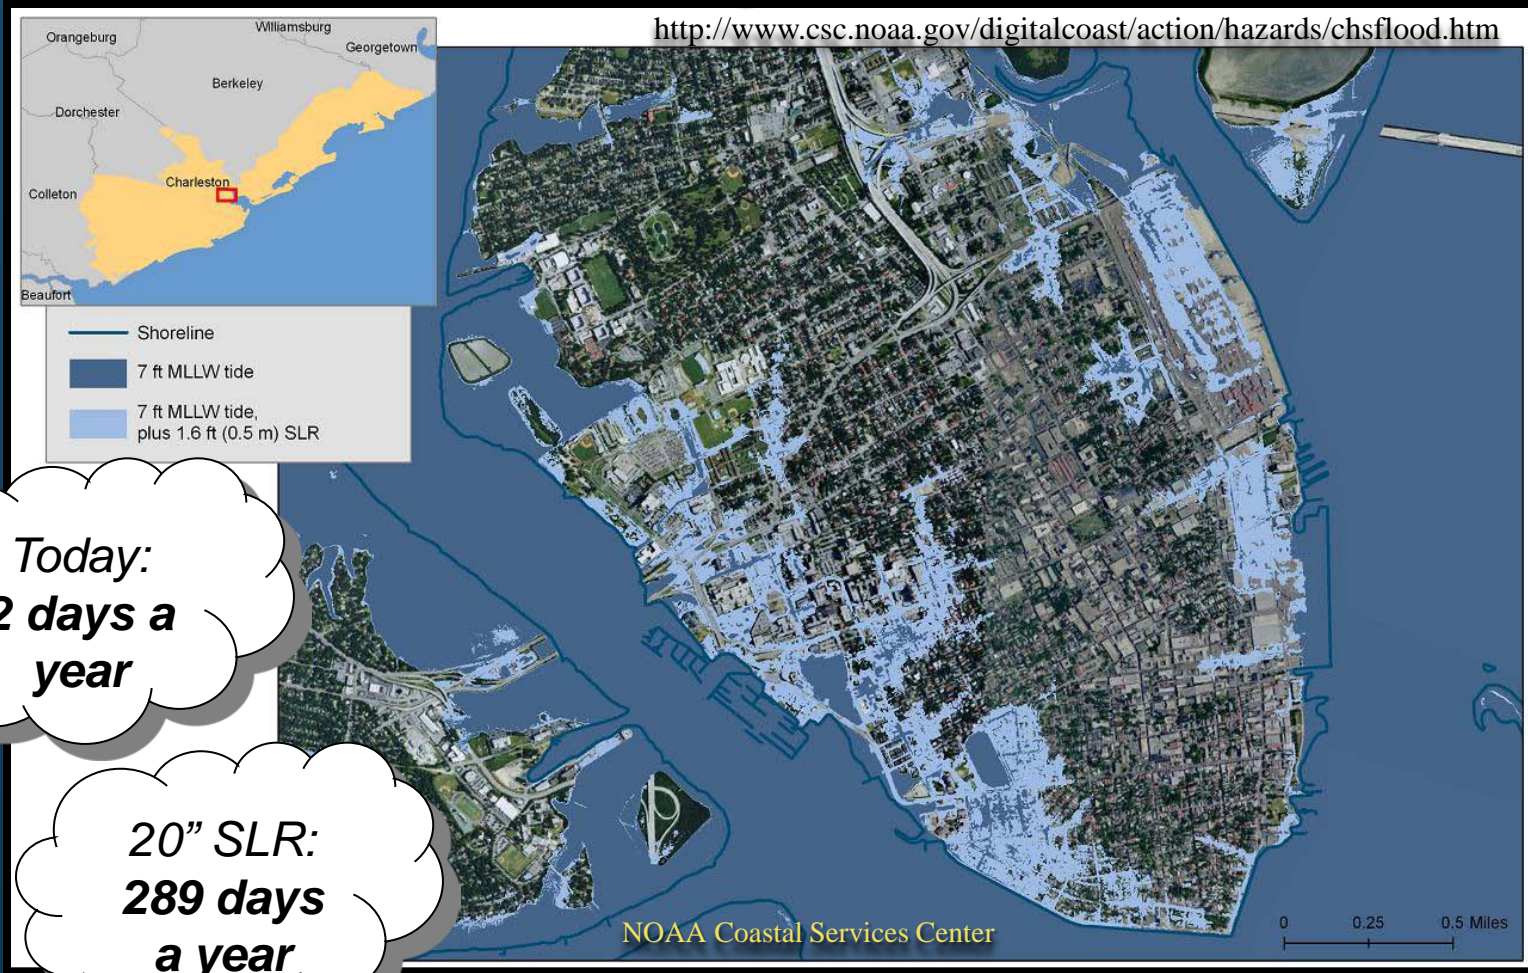 http://www.csc.noaa.gov/digitalcoast/action/hazards/chsflood.htm
Orangeburg
Williamsburg
Georgetown
Berkeley
Dorchester
Charleston
Colleton
Beaufort
Shoreline
7 ft MLLW tide
7 ft MLLW tide,
plus 1.6 ft (0.5 m) SLR
Today:
2 days a
year
20” SLR:
289 days
a year
NOAA Coastal Services Center
0 0.25 0.5 Miles